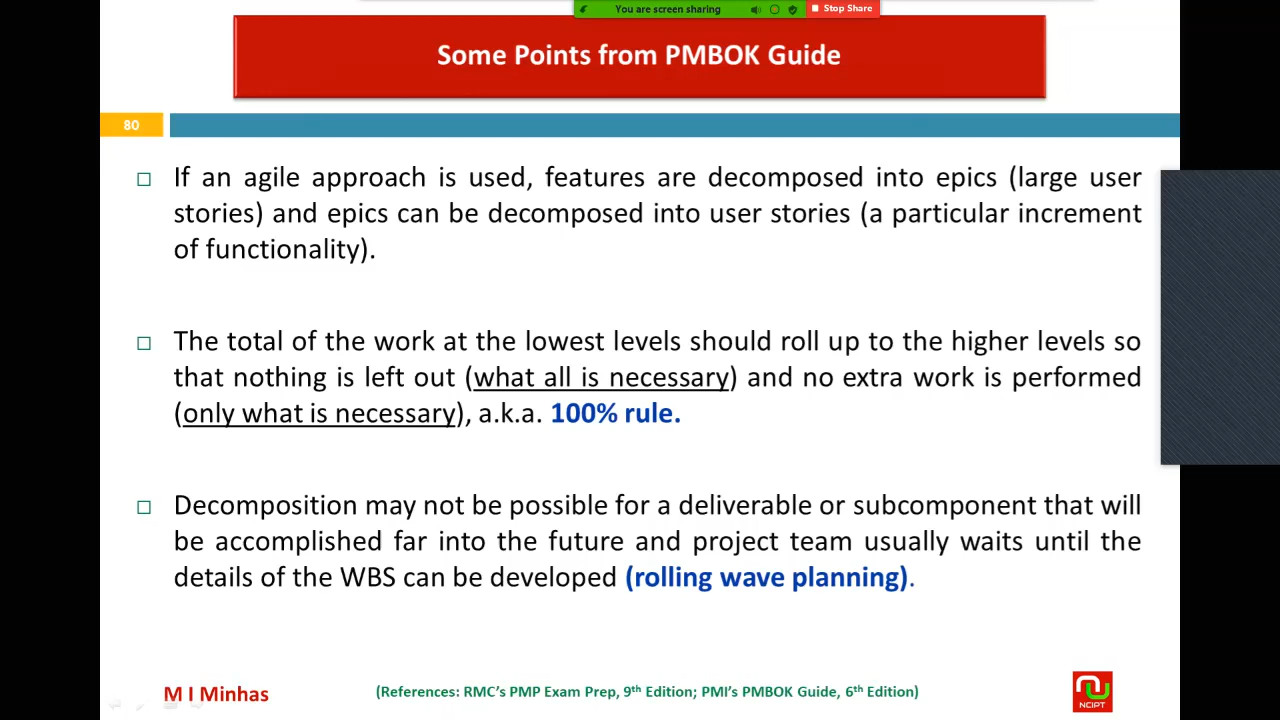 You are screen sharing
Stop Share
Some Points from PMBOK Guide
80
If an agile approach is used, features are decomposed into epics (large user
stories) and epics can be decomposed into user stories (a particular increment
of functionality).
The total of the work at the lowest levels should roll up to the higher levels so
that nothing is left out (what all is necessary) and no extra work is performed
(only what is necessary), a.k.a. 100% rule.
Decomposition may not be possible for a deliverable or subcomponent that will
be accomplished far into the future and project team usually waits until the
details of the WBS can be developed (rolling wave planning).
M I Minhas
(References: RMC's PMP Exam Prep, 9th Edition; PMI's PMBOK Guide, 6th Edition)
NCIPT